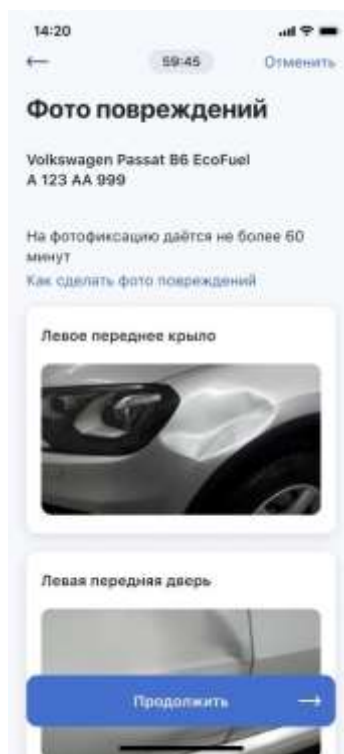 14:20
59:45
Отменить
Фото повреждений
Volkswagen Passat B6 EcoFuel
А 123 АА 999
На фотофиксацию даётся не более 60
минут
Как сделать фото повреждений
Левое переднее крыло
Левая передняя дверь
Продолжить